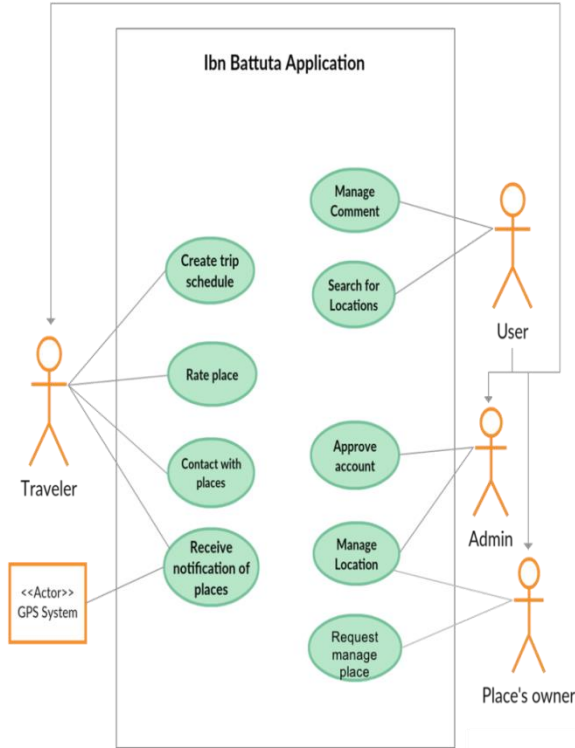 Ibn Battuta Application
Manage
Comment
Create trip
schedule
Search for
Locations
User
Rate place
Traveler
Contact with
places
Approve
account
Admin
Receive
notification of
places
Manage
Location
<<Actor>>
GPS System
Request
manage
place
Place's owner